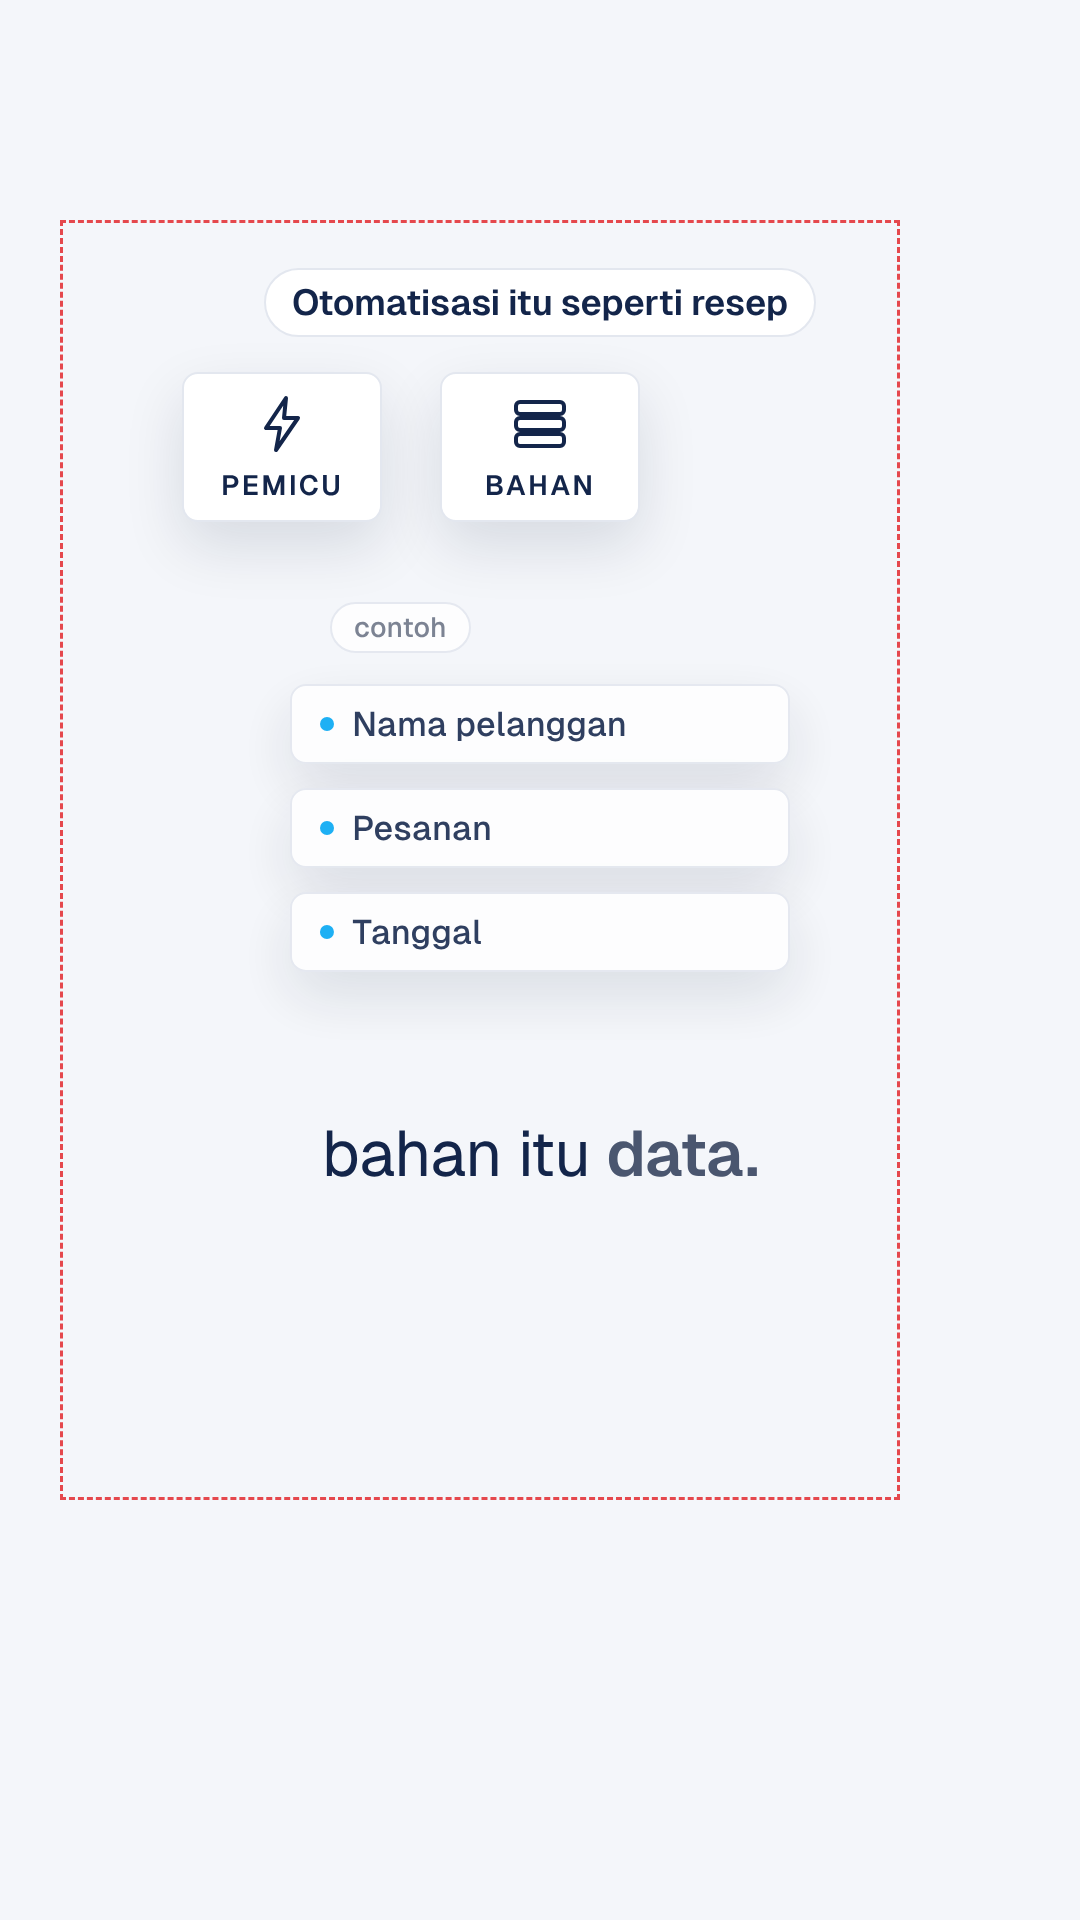 Otomatisasi itu seperti resep
PEMICU
BAHAN
contoh
Nama pelanggan
Pesanan
Tanggal
bahan itu data.